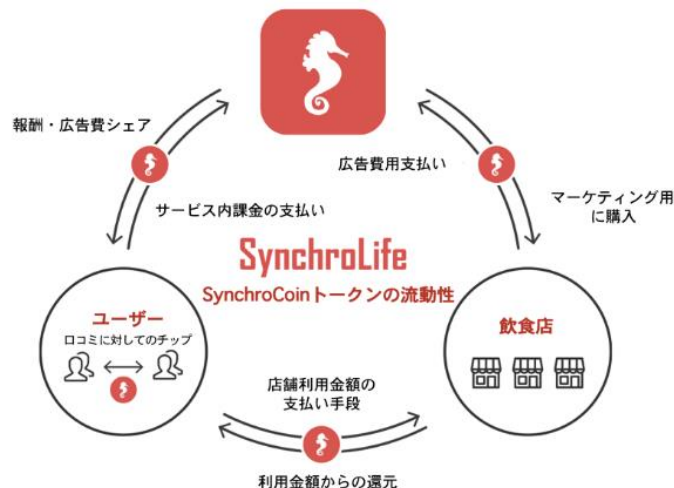 報酬・広告費シェア
広告費用支払い
サービス内課金の支払い
マーケティング用
に購入
SynchroLife
SynchroCoinトークンの流動性
ユーザー
口コミに対してのチップ
飲食店
店舗利用金額の
支払い手段
利用金額からの還元